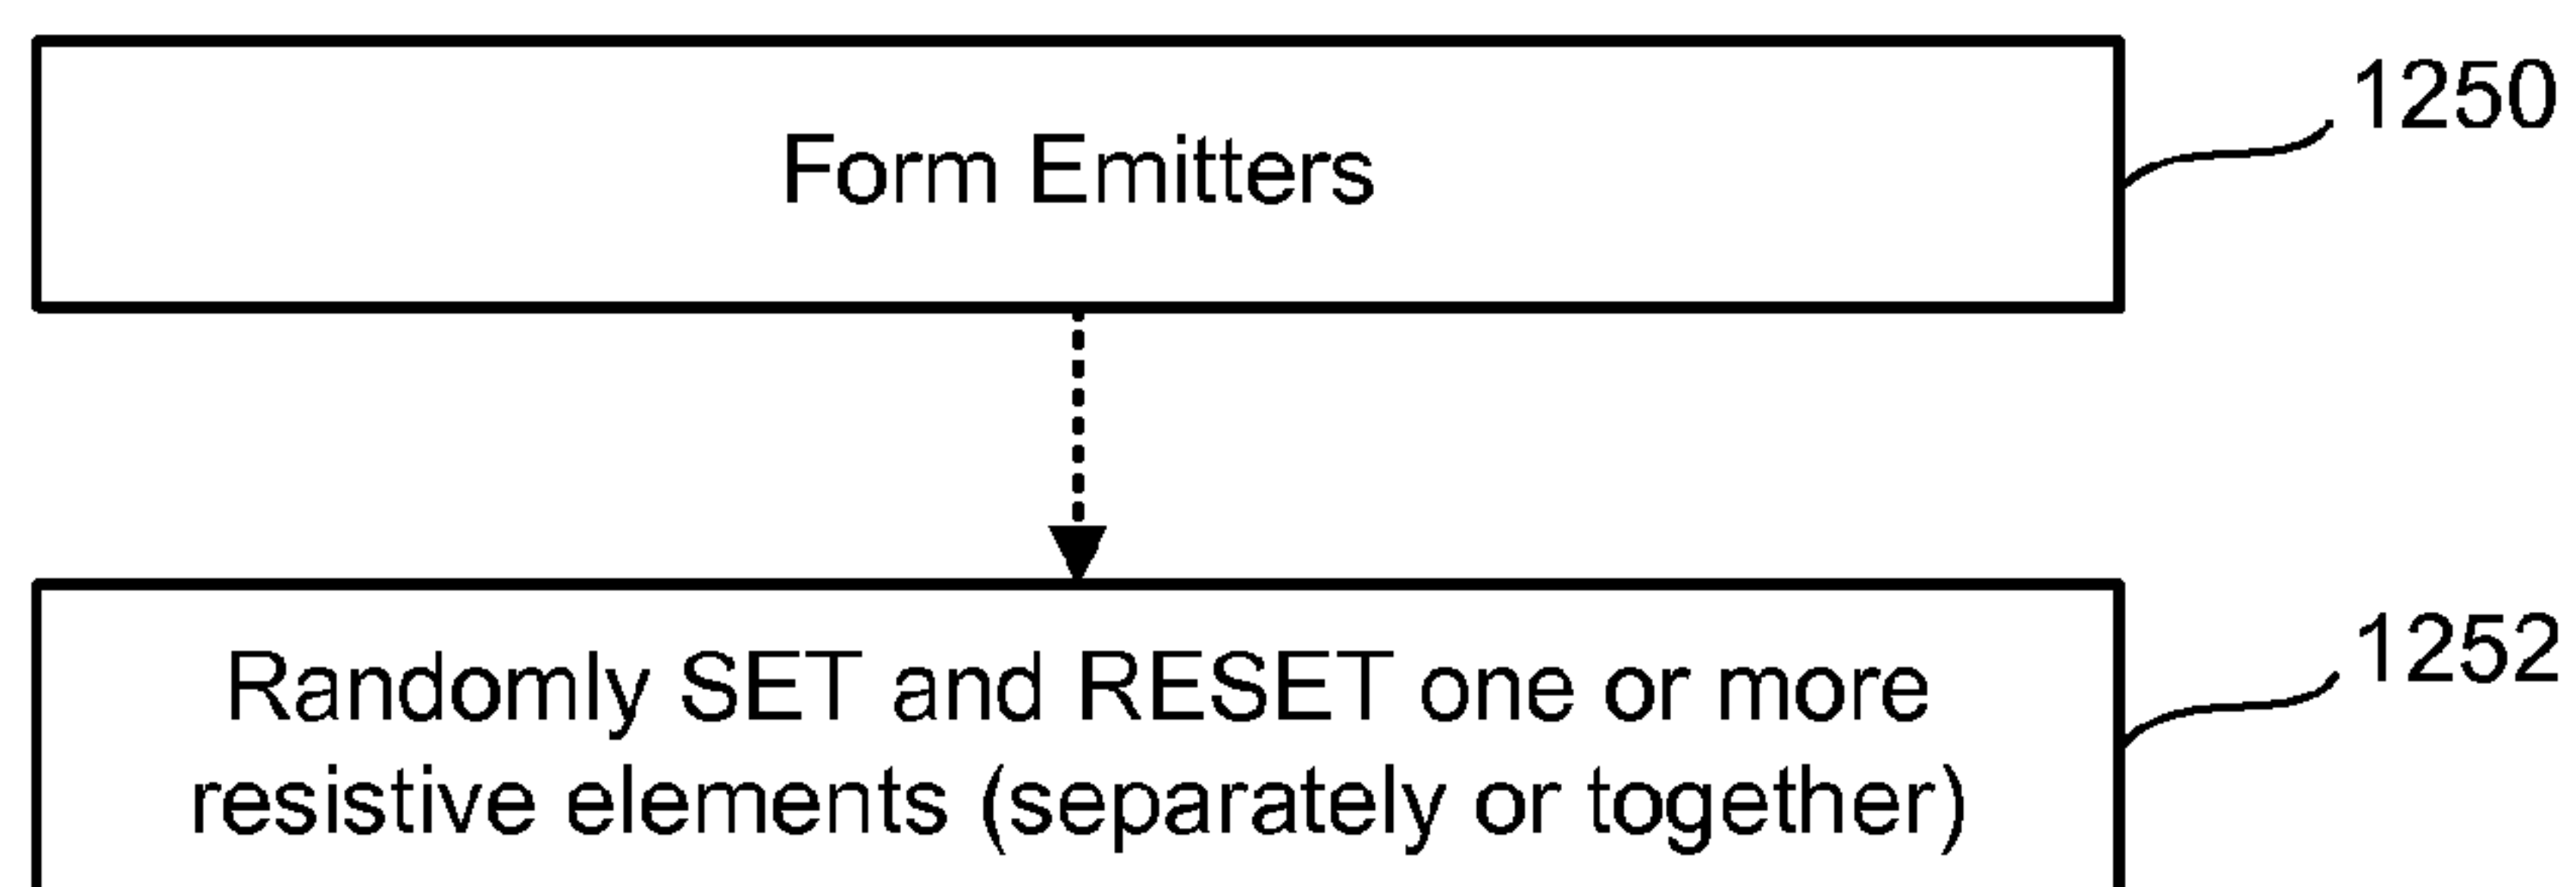 Form Emitters
1250
Randomly SET and RESET one or more
resistive elements (separately or together)
1252